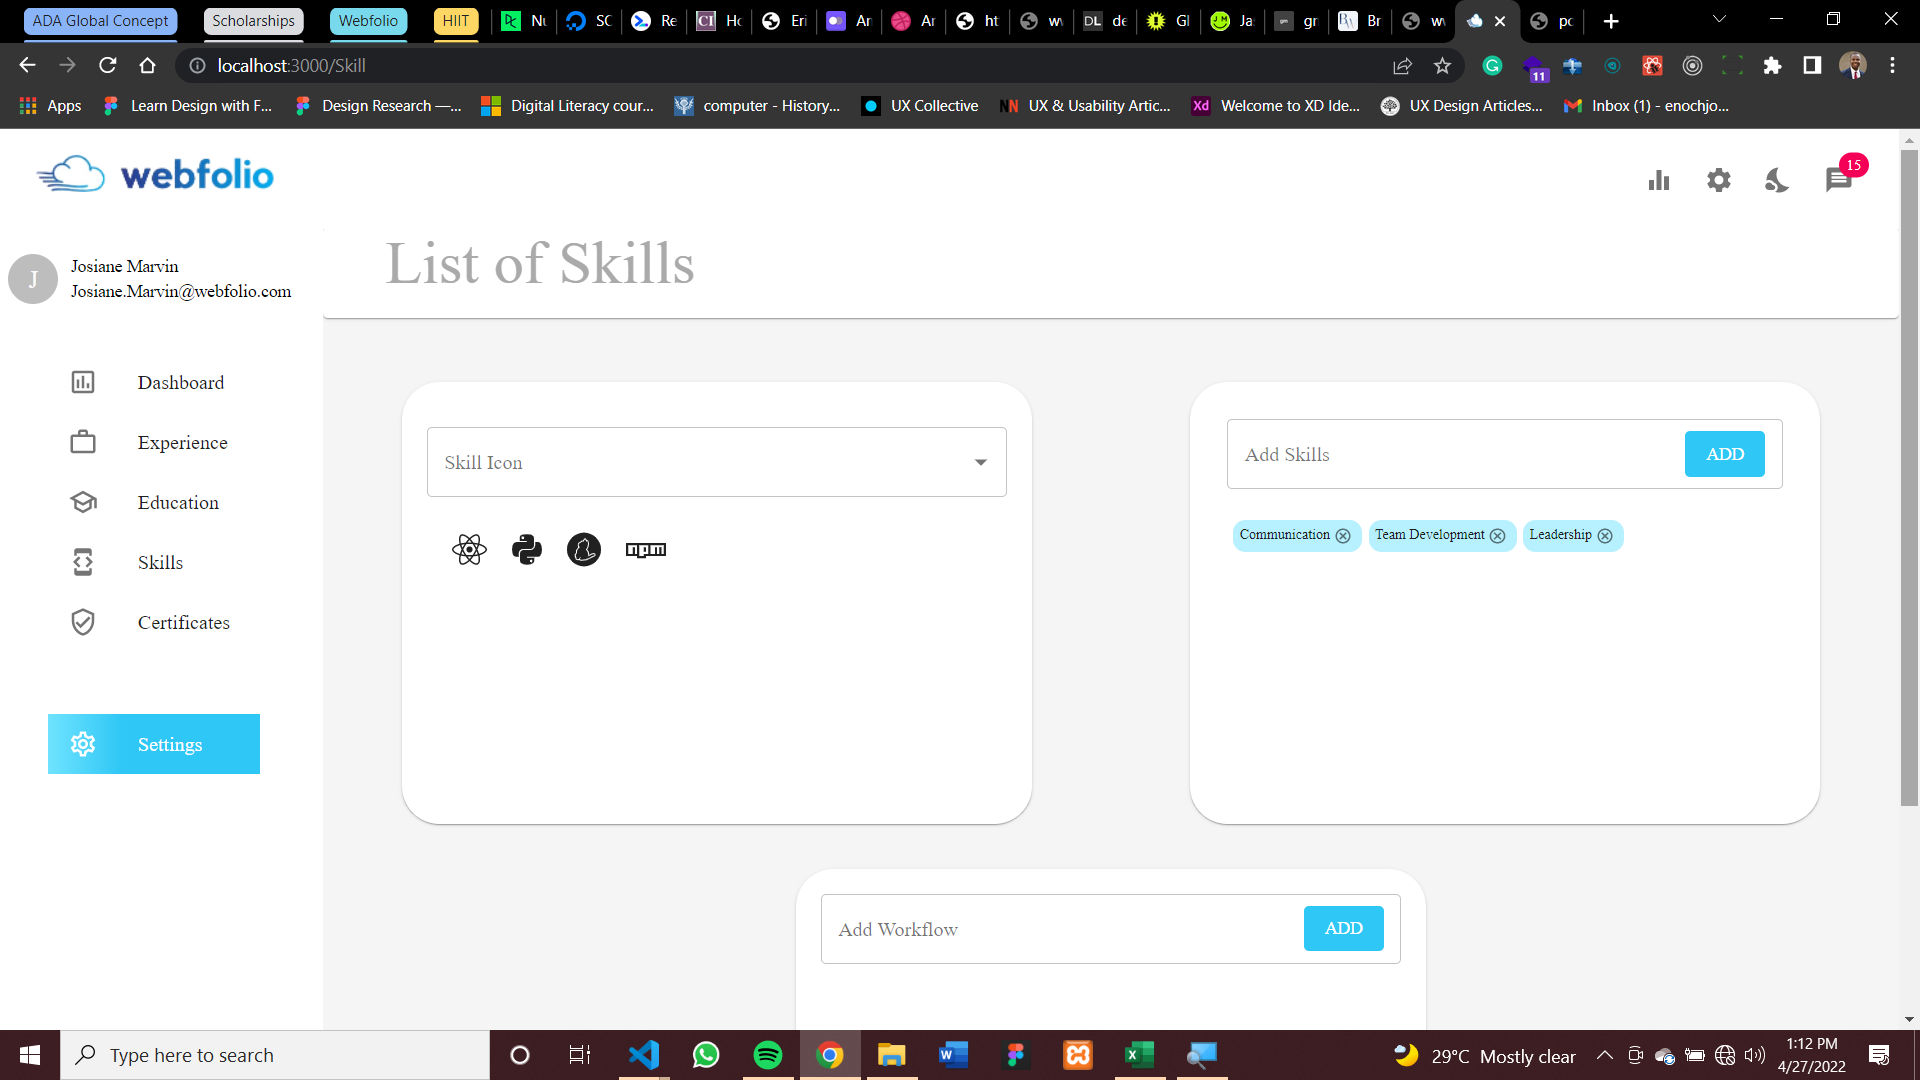 ADA Global Concept Scholarships Webfolio HIIT Nu SC Re Ho Eri Ar Ar ht w de Gl Ja gr Br w po
localhost:3000/Skill
11
Apps Learn Design with F... Design Research —... Digital Literacy cour... computer - History... UX Collective UX & Usability Artic... Welcome to XD Ide... UX Design Articles... Inbox (1) - enochjo...
webfolio
15
List of Skills
J
Josiane Marvin
Josiane.Marvin@webfolio.com
Dashboard
Experience
Education
Skills
Certificates
Settings
Skill Icon
npm
Add Skills ADD
Communication Team Development Leadership
Add Workflow ADD
Type here to search
29°C Mostly clear
1:12 PM
4/27/2022